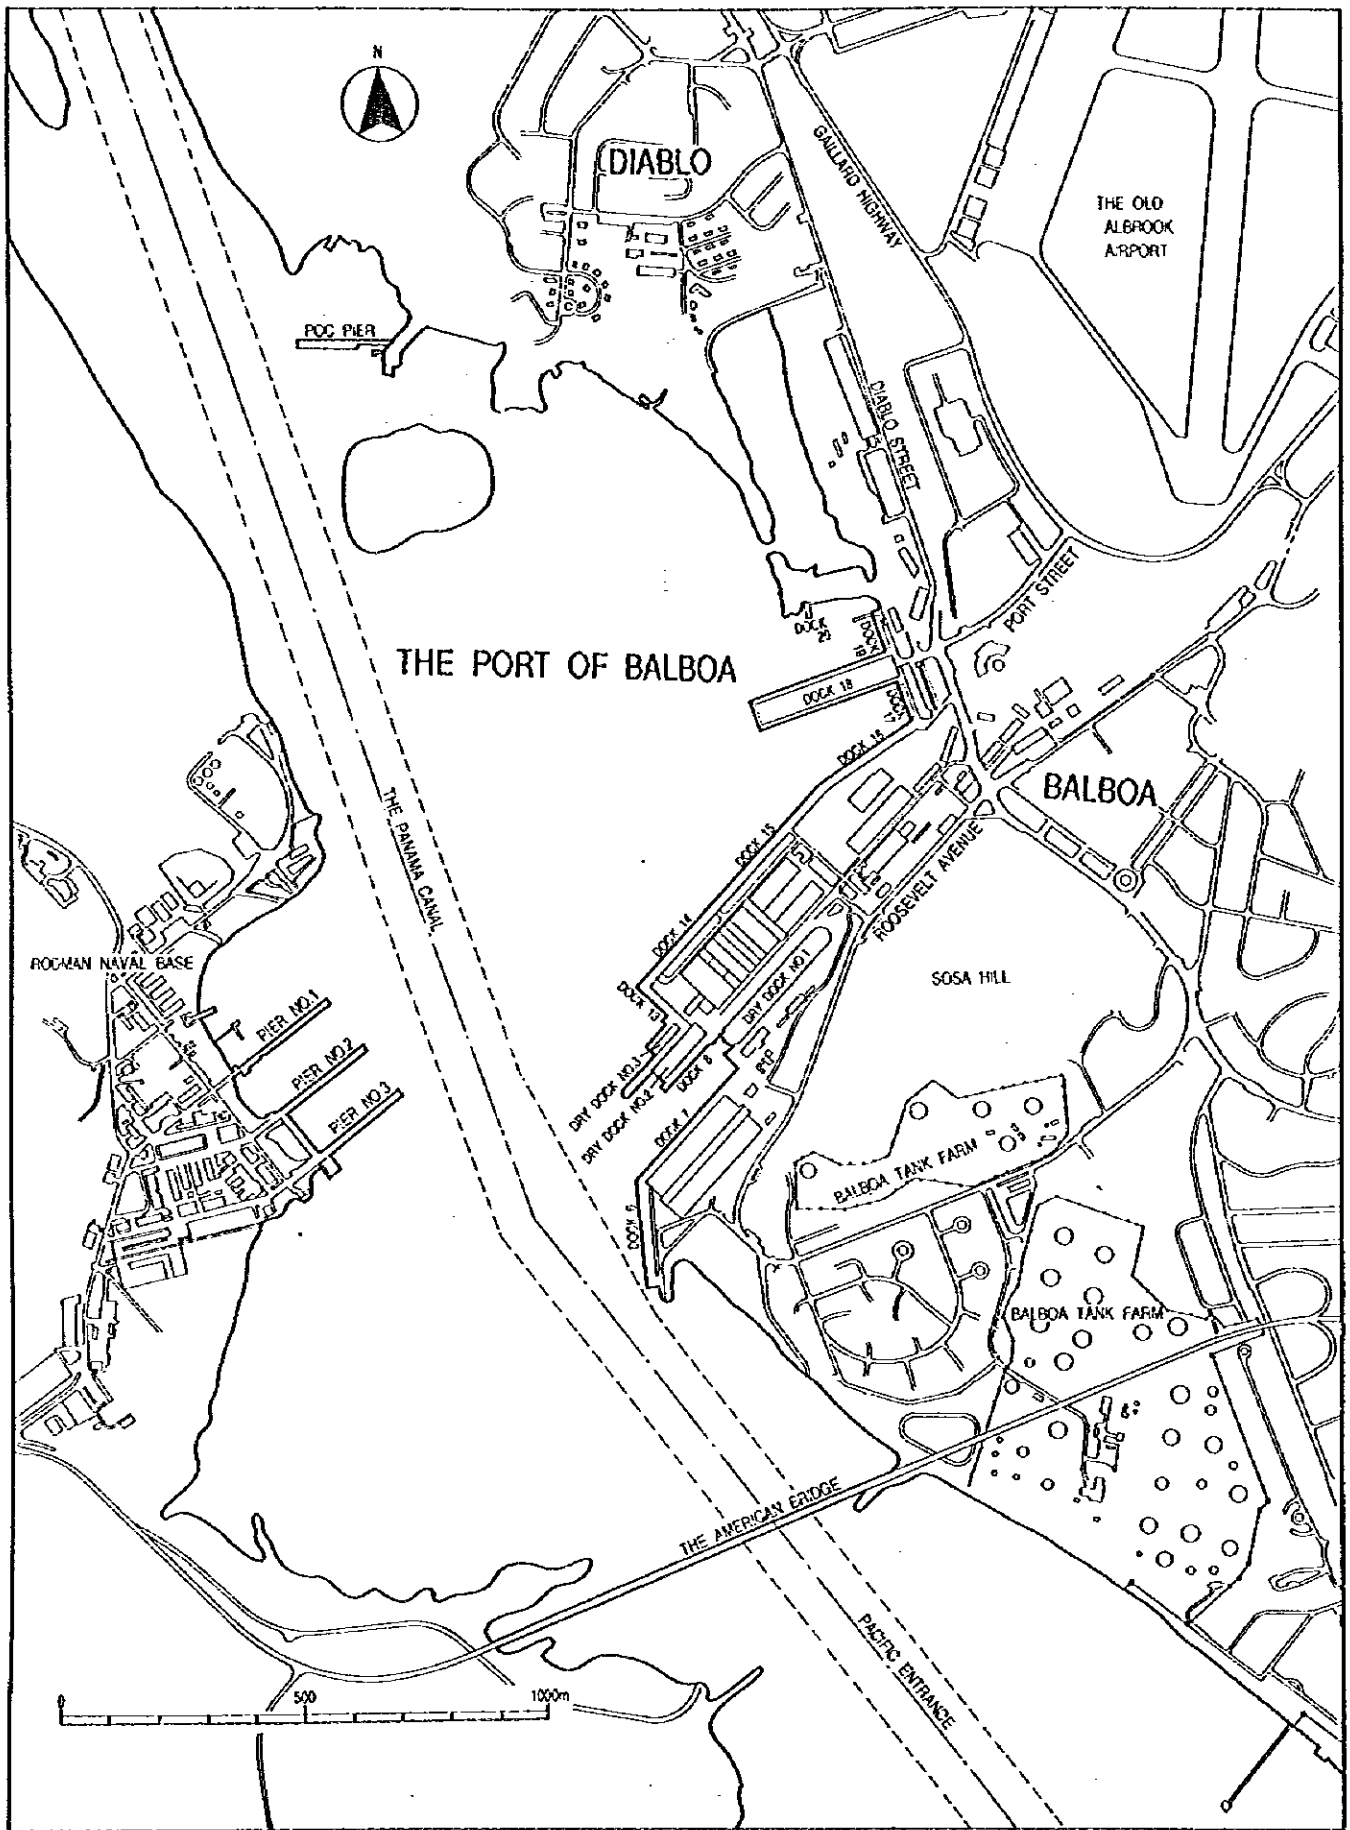 N
DIABLO
GAILLARD HIGHWAY
THE OLD
ALBROOK
AIRPORT
POC PIER
DIABLO STREET
PORT STREET
DOCK
20
DOCK
19
THE PORT OF BALBOA
DOCK 18
DOCK
17
DOCK 16
BALBOA
THE PANAMA CANAL
DOCK 15
ROOSEVELT AVENUE
DOCK 14
RODMAN NAVAL BASE
SOSA HILL
DOCK 13
DRY DOCK NO.1
PIER NO.1
PIER NO.2
PIER NO.3
DRY DOCK NO.3
DOCK 8
DRY DOCK NO.2
DOCK 7
BALBOA TANK FARM
DOCK 6
BALBOA TANK FARM
THE AMERICAN BRIDGE
PACIFIC ENTRANCE
0 500 1000m